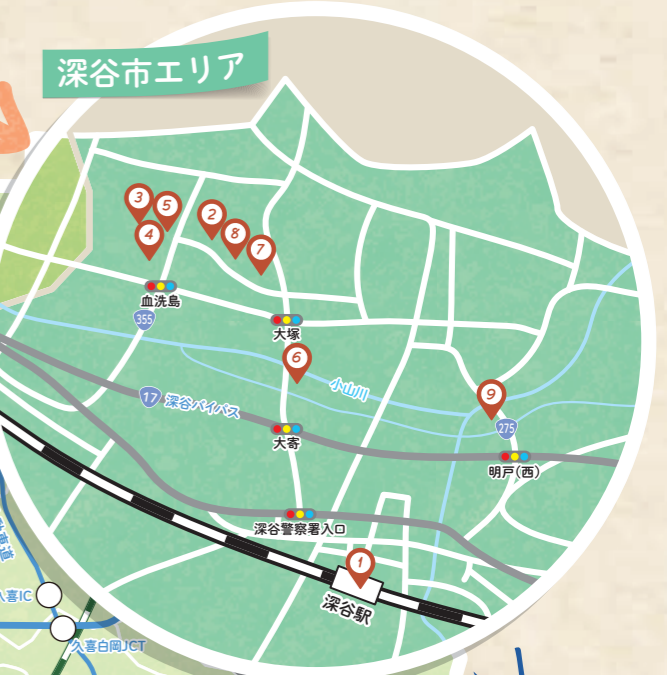 深谷市エリア
3
5
2
4
8
7
血洗島
355
大塚
6
小山川
9
17
深谷バイパス
275
大寄
明戸(西)
深谷警察署入口
1
深谷駅
久喜IC
久喜白岡JCT